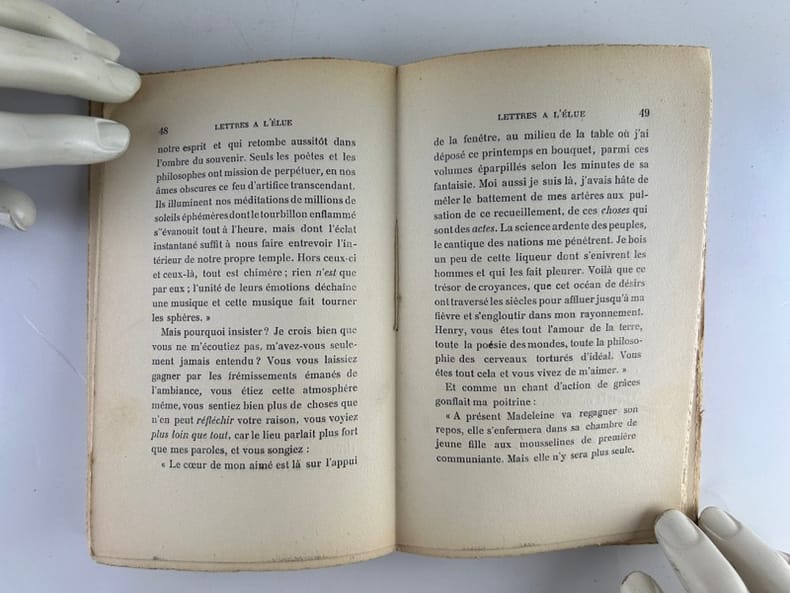 48 LETTRES A L'ÉLUE
notre esprit et qui retombe aussitôt dans
l'ombre du souvenir. Seuls les poètes et les
philosophes ont mission de perpétuer, en nos
âmes obscures ce feu d'artifice transcendant.
Ils illuminent nos méditations de millions de
soleils éphémères dont le tourbillon enflammé
s'évanouit tout à l'heure, mais dont l'éclat
instantané suffit à nous faire entrevoir l'in-
térieur de notre propre temple. Hors ceux-ci
et ceux-là, tout est chimère ; rien n'est que
par eux ; l'unité de leurs émotions déchaîne
une musique et cette musique fait tourner
les sphères. »
Mais pourquoi insister ? Je crois bien que
vous ne m'écoutiez pas, m'avez-vous seule-
ment jamais entendu ? Vous vous laissiez
gagner par les frémissements émanés de
l'ambiance, vous étiez cette atmosphère
même, vous sentiez bien plus de choses que
n'en peut réfléchir votre raison, vous voyiez
plus loin que tout, car le lieu parlait plus fort
que mes paroles, et vous songiez :
« Le cœur de mon aimé est là sur l'appui
LETTRES A L'ÉLUE 49
de la fenêtre, au milieu de la table où j'ai
déposé ce printemps en bouquet, parmi ces
volumes éparpillés selon les minutes de sa
fantaisie. Moi aussi je suis là, j'avais hâte de
mêler le battement de mes artères aux pul-
sation de ce recueillement, de ces choses qui
sont des actes. La science ardente des peuples,
le cantique des nations me pénètrent. Je bois
un peu de cette liqueur dont s'enivrent les
hommes et qui les fait pleurer. Voilà que ce
trésor de croyances, que cet océan de désirs
ont traversé les siècles pour affluer jusqu'à ma
fièvre et s'engloutir dans mon rayonnement.
Henry, vous êtes tout l'amour de la terre,
toute la poésie des mondes, toute la philoso-
phie des cerveaux torturés d'idéal. Vous
êtes tout cela et vous vivez de m'aimer. »
Et comme un chant d'action de grâces
gonflait ma poitrine :
« A présent Madeleine va regagner son
repos, elle s'enfermera dans sa chambre de
jeune fille aux mousselines de première
communiante. Mais elle n'y sera plus seule.